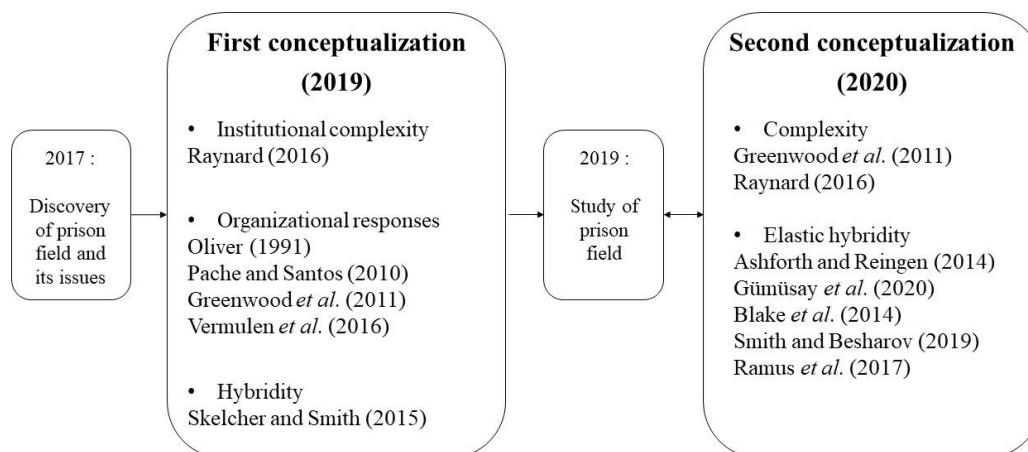 2017 :
Discovery
of prison
field and
its issues
First conceptualization
(2019)
• Institutional complexity
Raynard (2016)
• Organizational responses
Oliver (1991)
Pache and Santos (2010)
Greenwood et al. (2011)
Vermulen et al. (2016)
• Hybridity
Skelcher and Smith (2015)
2019 :
Study of
prison
field
Second conceptualization
(2020)
• Complexity
Greenwood et al. (2011)
Raynard (2016)
• Elastic hybridity
Ashforth and Reingen (2014)
Gümüsay et al. (2020)
Blake et al. (2014)
Smith and Besharov (2019)
Ramus et al. (2017)